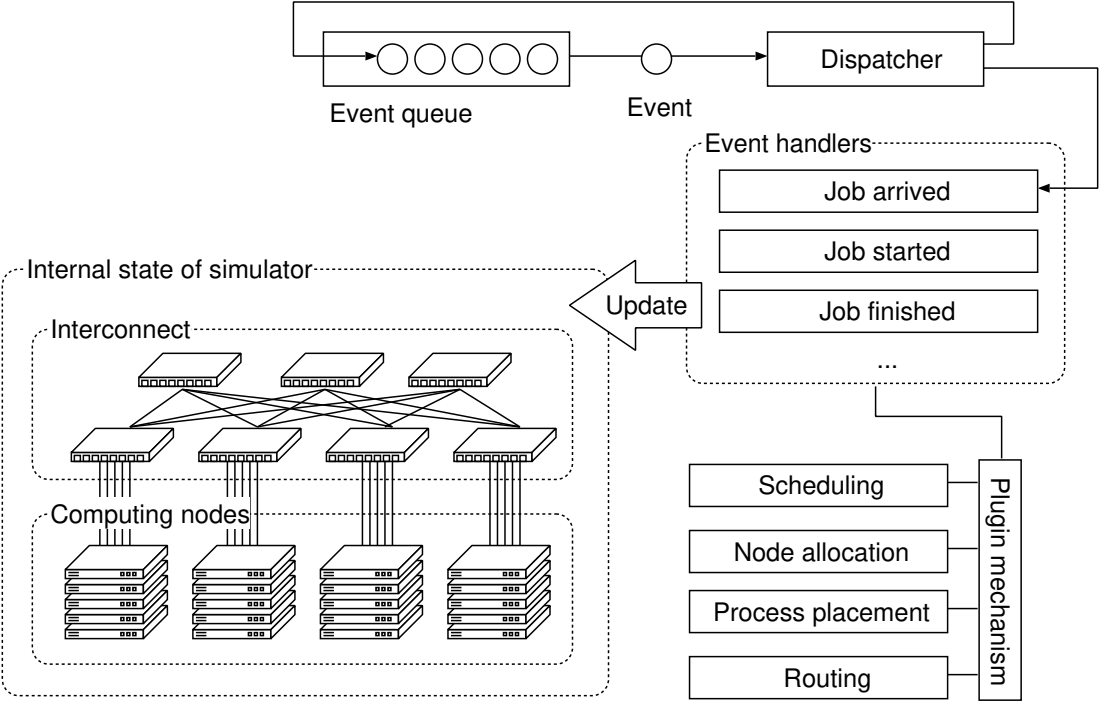 Dispatcher
Event queue
Event
Event handlers
Job arrived
Job started
Job finished
...
Update
Internal state of simulator
Interconnect
Computing nodes
Scheduling
Node allocation
Process placement
Routing
Plugin mechanism